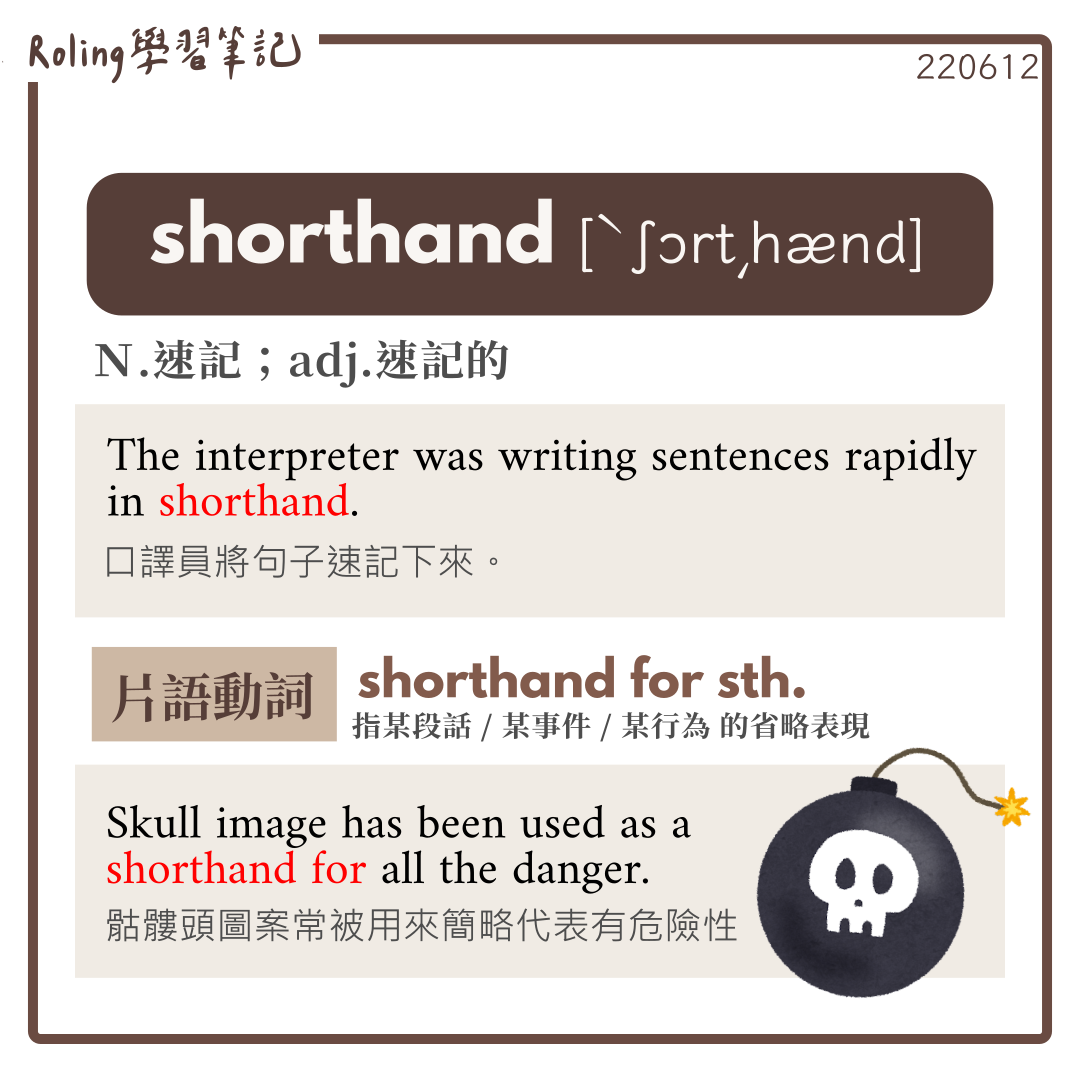 Roling學習筆記
220612
shorthand [ˋʃɔrt͵hænd]
N.速記；adj.速記的
The interpreter was writing sentences rapidly
in shorthand.
口譯員將句子速記下來。
片語動詞
shorthand for sth.
指某段話 / 某事件 / 某行為 的省略表現
Skull image has been used as a
shorthand for all the danger.
骷髏頭圖案常被用來簡略代表有危險性